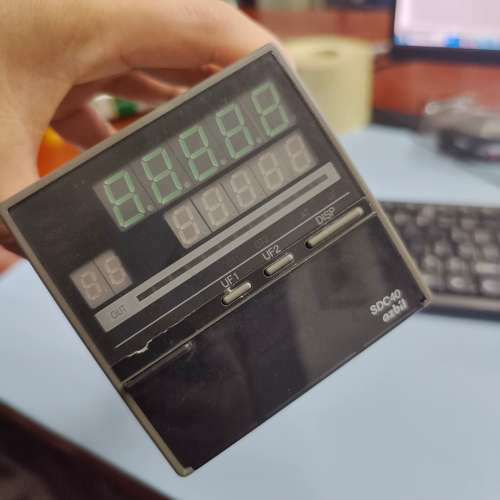 OUT
UF1
UF2
DISP
SDC40
azbil